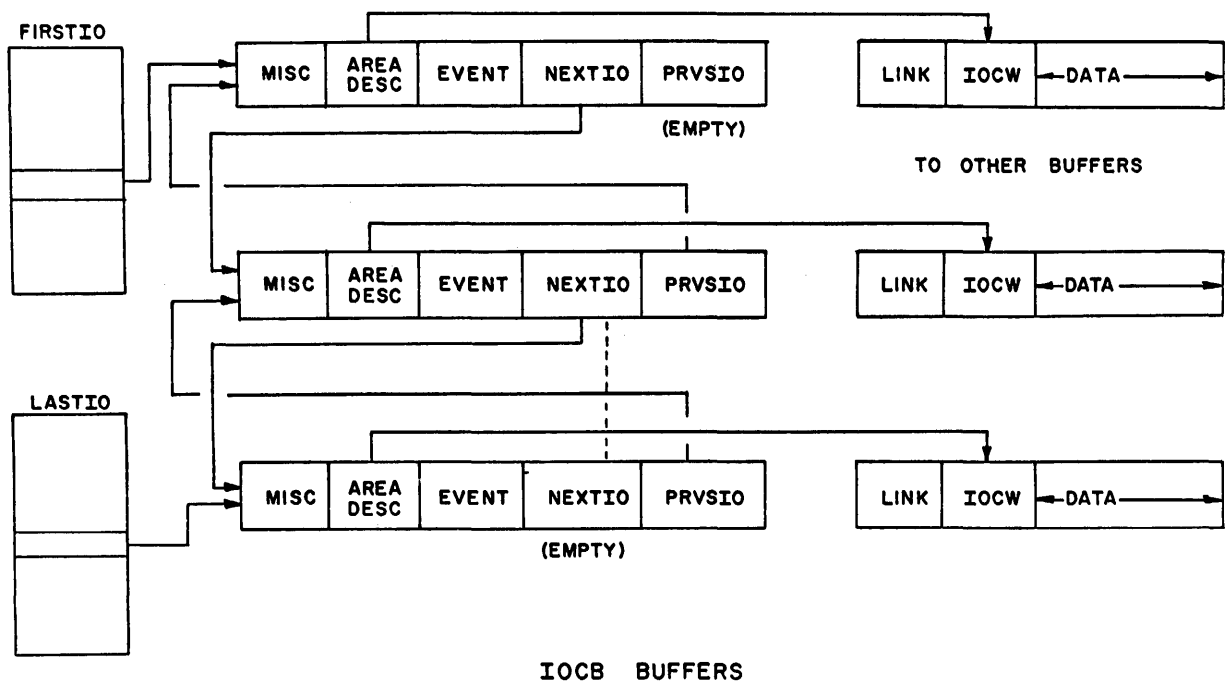 FIRSTIO
MISC AREA DESC EVENT NEXTIO PRVSIO LINK IOCW DATA
(EMPTY)
TO OTHER BUFFERS
MISC AREA DESC EVENT NEXTIO PRVSIO LINK IOCW DATA
LASTIO
MISC AREA DESC EVENT NEXTIO PRVSIO LINK IOCW DATA
(EMPTY)
IOCB BUFFERS